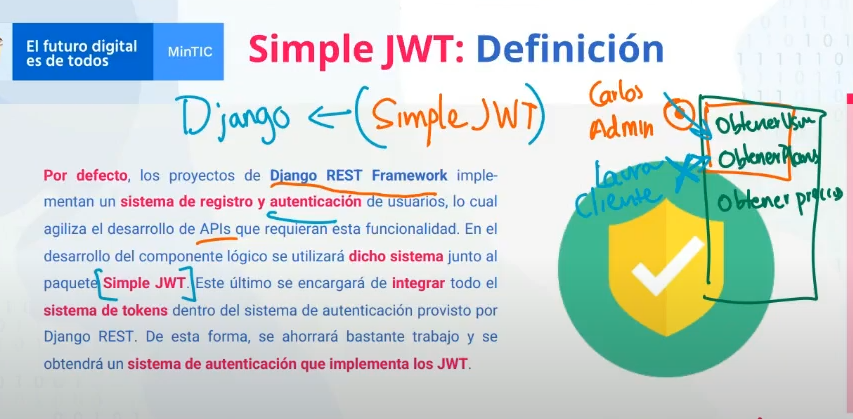 El futuro digital
es de todos
MinTIC
Simple JWT: Definición
Django ← (Simple JWT)
Carlos
Admin
Laura
Cliente
ObtenerUsu
ObtenerPlans
Obtener precio
Por defecto, los proyectos de Django REST Framework imple-
mentan un sistema de registro y autenticación de usuarios, lo cual
agiliza el desarrollo de APIs que requieran esta funcionalidad. En el
desarrollo del componente lógico se utilizará dicho sistema junto al
paquete [Simple JWT]. Este último se encargará de integrar todo el
sistema de tokens dentro del sistema de autenticación provisto por
Django REST. De esta forma, se ahorrará bastante trabajo y se
obtendrá un sistema de autenticación que implementa los JWT.